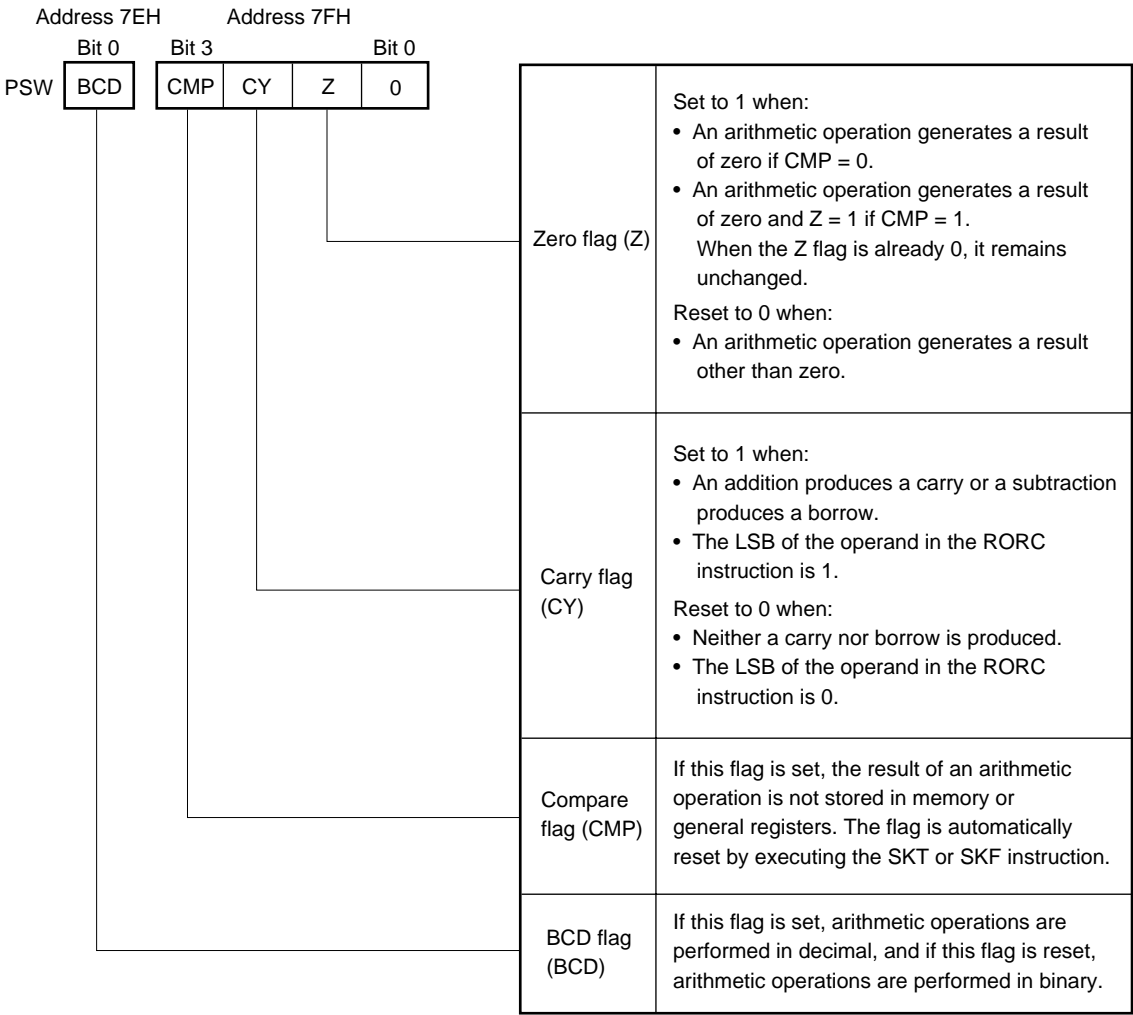 Address 7EH Address 7FH
Bit 0 Bit 3 Bit 0
PSW BCD CMP CY Z 0
Zero flag (Z)
Set to 1 when:
• An arithmetic operation generates a result
of zero if CMP = 0.
• An arithmetic operation generates a result
of zero and Z = 1 if CMP = 1.
When the Z flag is already 0, it remains
unchanged.
Reset to 0 when:
• An arithmetic operation generates a result
other than zero.
Carry flag
(CY)
Set to 1 when:
• An addition produces a carry or a subtraction
produces a borrow.
• The LSB of the operand in the RORC
instruction is 1.
Reset to 0 when:
• Neither a carry nor borrow is produced.
• The LSB of the operand in the RORC
instruction is 0.
Compare
flag (CMP)
If this flag is set, the result of an arithmetic
operation is not stored in memory or
general registers. The flag is automatically
reset by executing the SKT or SKF instruction.
BCD flag
(BCD)
If this flag is set, arithmetic operations are
performed in decimal, and if this flag is reset,
arithmetic operations are performed in binary.